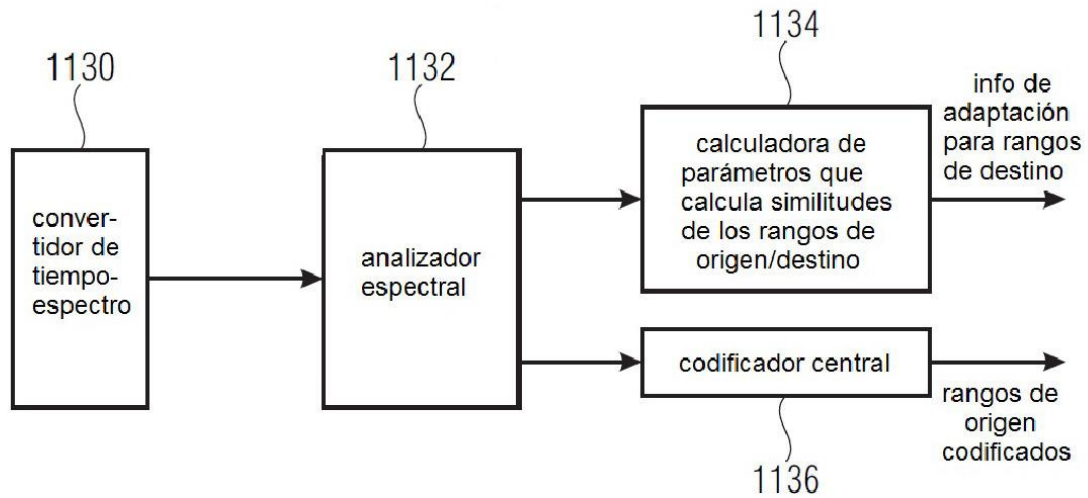 1130
1132
1134
conver-
tidor de
tiempo-
espectro
analizador
espectral
calculadora de
parámetros que
calcula similitudes
de los rangos de
origen/destino
info de
adaptación
para rangos
de destino
codificador central
1136
rangos de
origen
codificados